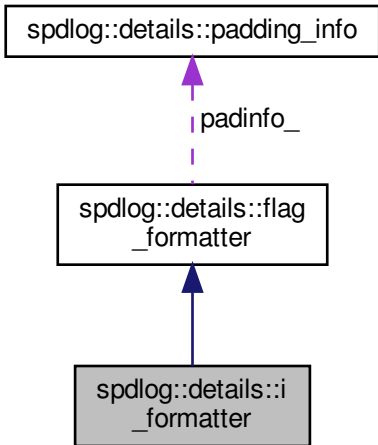 spdlog::details::padding_info
padinfo_
spdlog::details::flag
_formatter
spdlog::details::i
_formatter